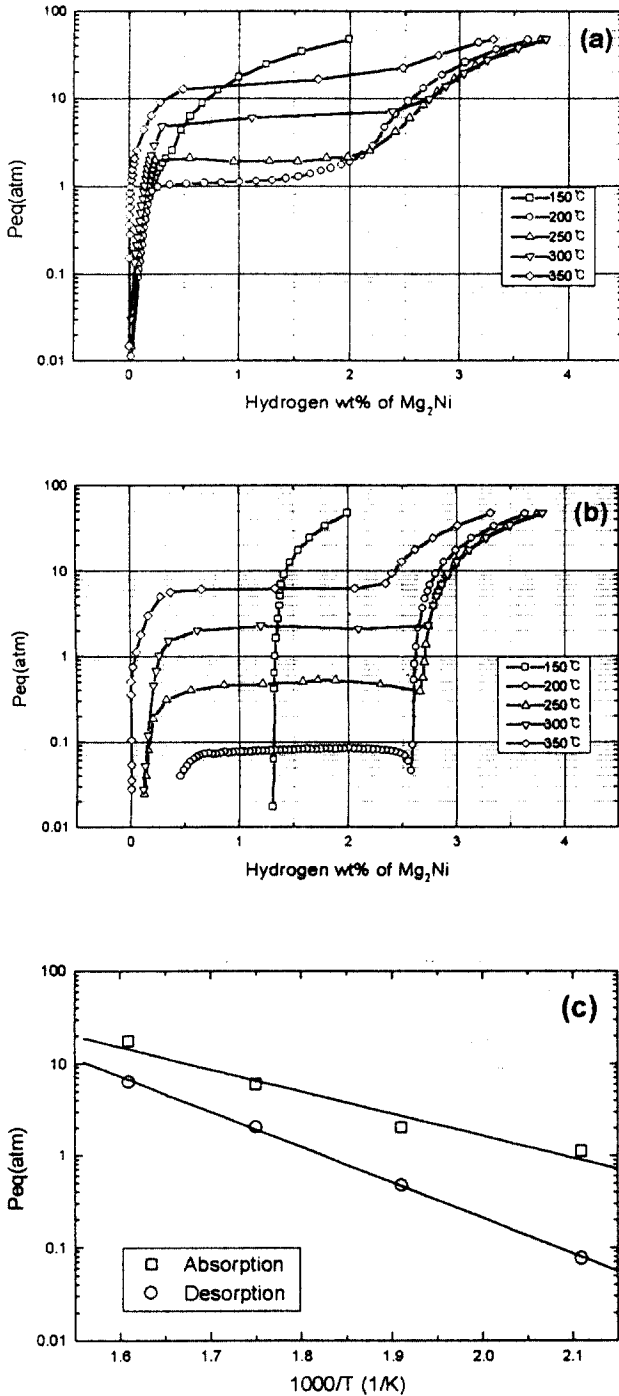 (a)
Peq(atm)
100
10
1
0.1
0.01
150℃
200℃
250℃
300℃
350℃
0 1 2 3 4
Hydrogen wt% of Mg₂Ni
(b)
Peq(atm)
100
10
1
0.1
0.01
150℃
200℃
250℃
300℃
350℃
0 1 2 3 4
Hydrogen wt% of Mg₂Ni
(c)
Peq(atm)
100
10
1
0.1
0.01
Absorption
Desorption
1.6 1.7 1.8 1.9 2.0 2.1
1000/T (1/K)